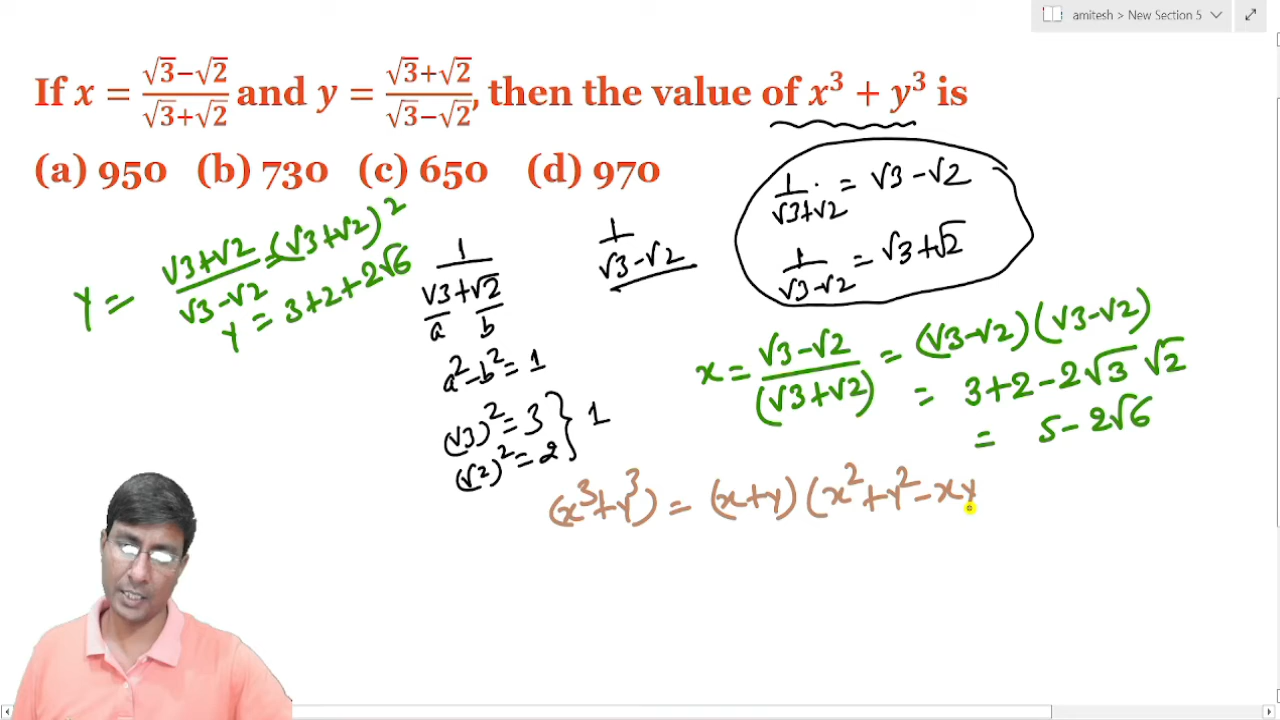 amitesh > New Section 5
If x = (√3−√2)/(√3+√2) and y = (√3+√2)/(√3−√2), then the value of x³ + y³ is
(a) 950 (b) 730 (c) 650 (d) 970
1/(√3+√2) = √3−√2
1/(√3−√2) = √3+√2
y = (√3+√2)/(√3−√2) = (√3+√2)²
y = 3+2+2√6
1/(√3+√2)
a b
a²−b² = 1
(√3)² = 3 } 1
(√2)² = 2
1/(√3−√2)
x = (√3−√2)/(√3+√2) = (√3−√2)(√3−√2)
= 3+2−2√3 √2
= 5−2√6
(x³+y³) = (x+y)(x²+y²−xy